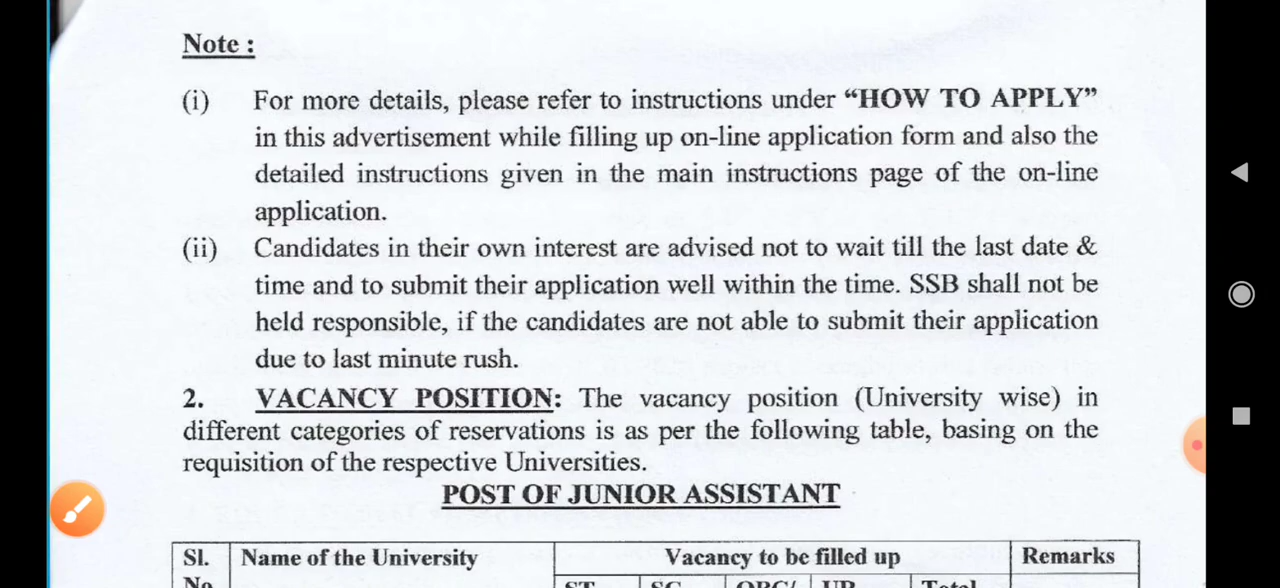 Note :
(i) For more details, please refer to instructions under “HOW TO APPLY”
in this advertisement while filling up on-line application form and also the
detailed instructions given in the main instructions page of the on-line
application.
(ii) Candidates in their own interest are advised not to wait till the last date &
time and to submit their application well within the time. SSB shall not be
held responsible, if the candidates are not able to submit their application
due to last minute rush.
2. VACANCY POSITION: The vacancy position (University wise) in
different categories of reservations is as per the following table, basing on the
requisition of the respective Universities.
POST OF JUNIOR ASSISTANT
Sl. Name of the University Vacancy to be filled up Remarks
No ST SC OBC/ UR Total